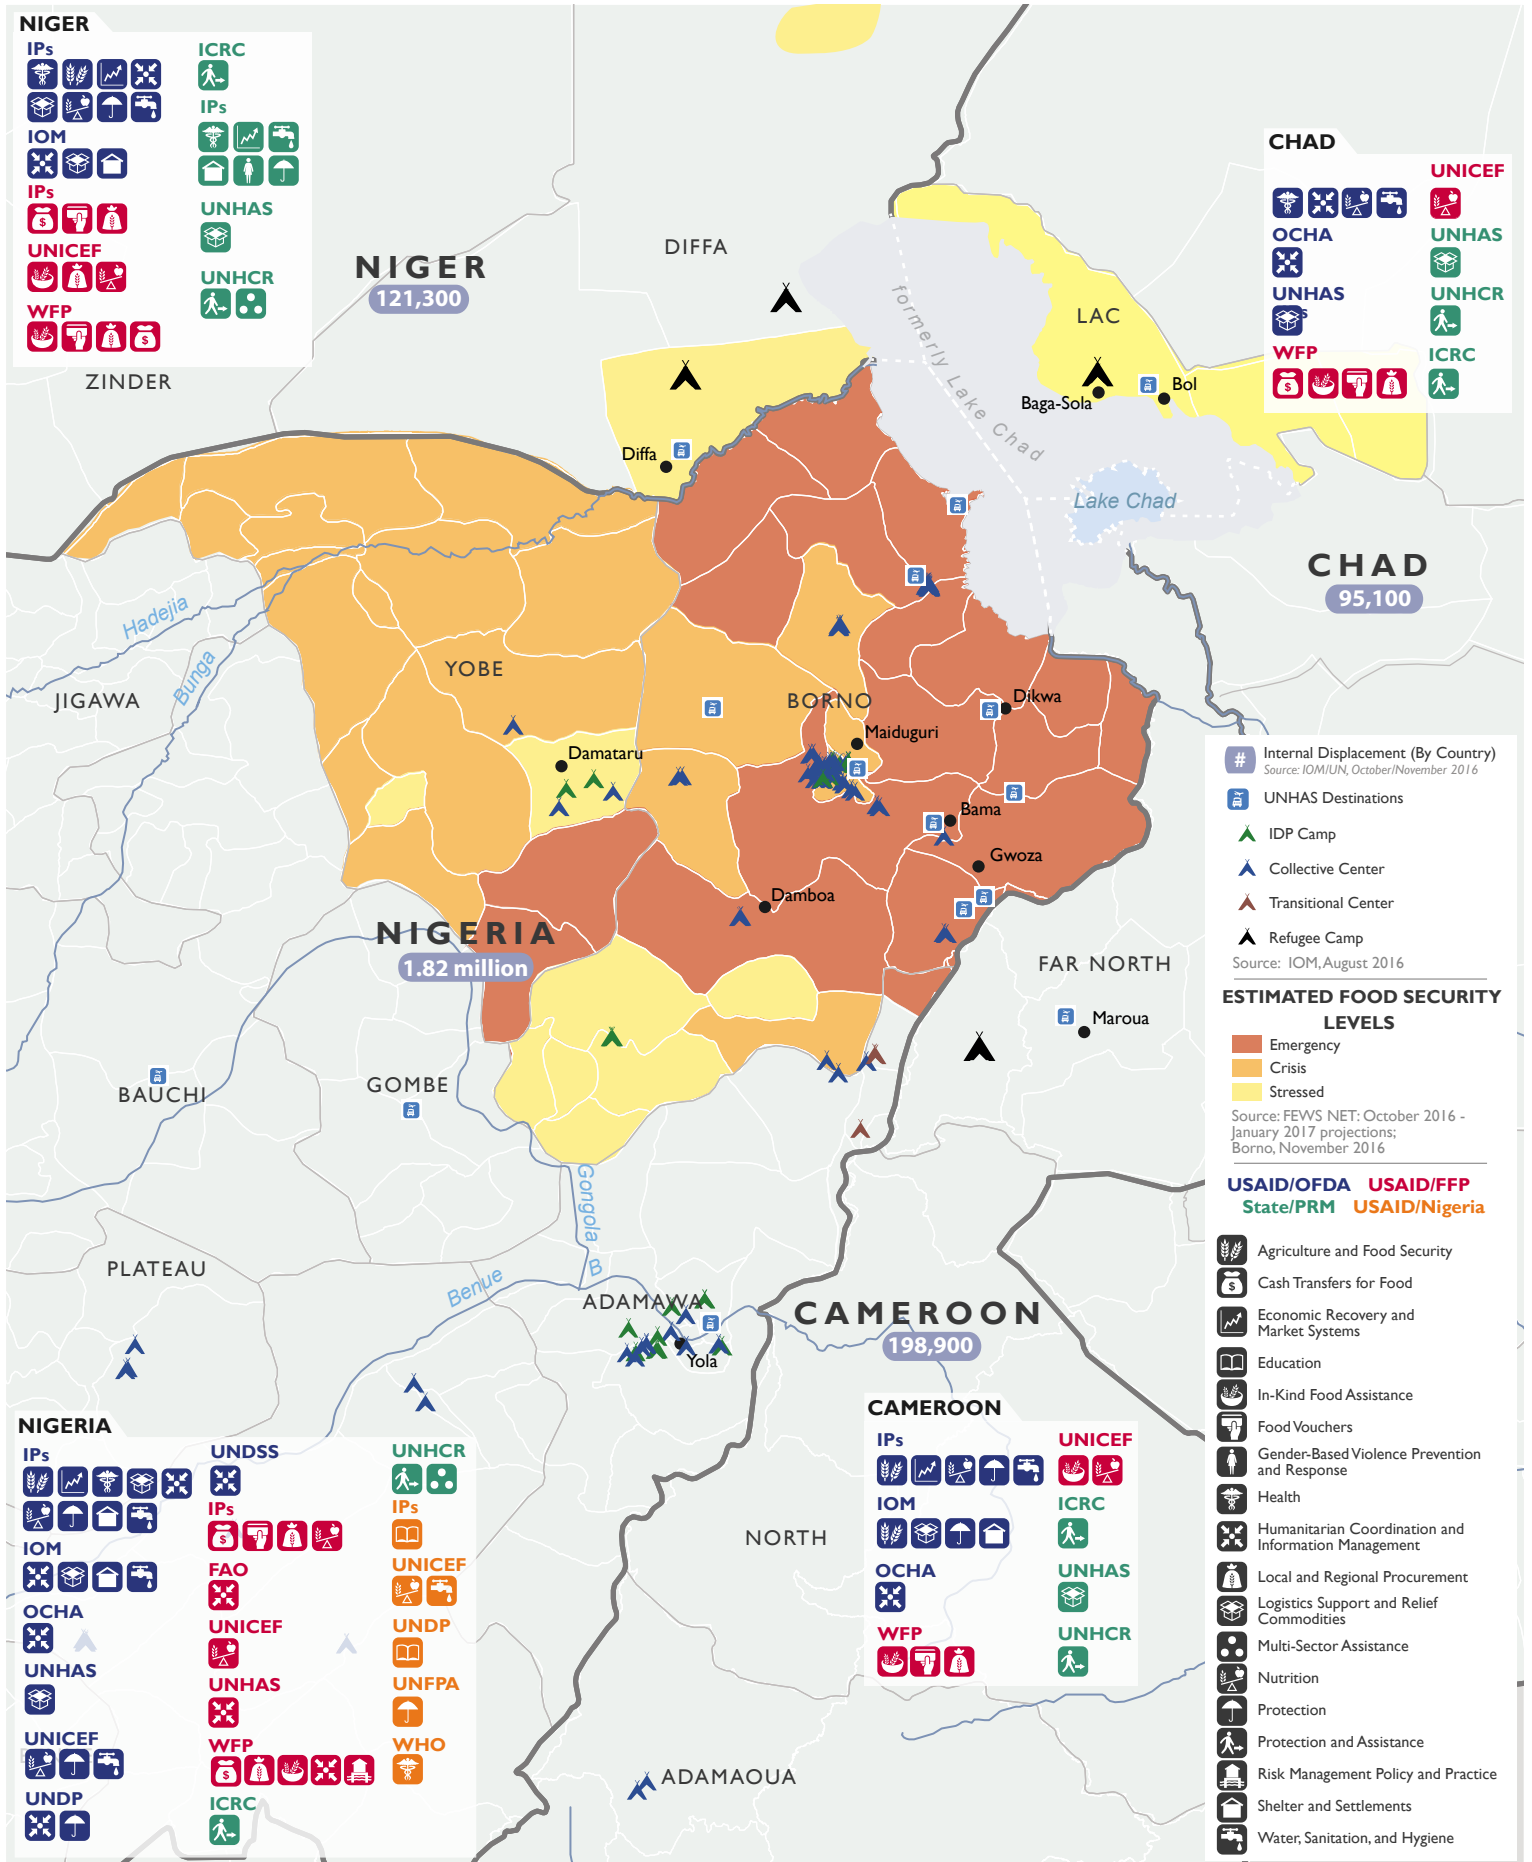 NIGER
IPs
ICRC
IPs
IOM
IPs
UNHAS
UNICEF
UNHCR
WFP
ZINDER
NIGER
121,300
DIFFA
CHAD
UNICEF
OCHA
UNHAS
UNHAS
UNHCR
WFP
ICRC
LAC
formerly Lake Chad
Baga-Sola
Bol
Diffa
Lake Chad
CHAD
95,100
Hadejia
Bunga
JIGAWA
YOBE
BORNO
Dikwa
Maiduguri
Damataru
Bama
Gwoza
Damboa
NIGERIA
1.82 million
FAR NORTH
Maroua
BAUCHI
GOMBE
Gongola
PLATEAU
Benue
B
ADAMAWA
Yola
CAMEROON
198,900
NORTH
ADAMAOUA
# Internal Displacement (By Country)
Source: IOM/UN, October/November 2016
UNHAS Destinations
IDP Camp
Collective Center
Transitional Center
Refugee Camp
Source: IOM, August 2016
ESTIMATED FOOD SECURITY
LEVELS
Emergency
Crisis
Stressed
Source: FEWS NET: October 2016 -
January 2017 projections;
Borno, November 2016
USAID/OFDA USAID/FFP
State/PRM USAID/Nigeria
Agriculture and Food Security
Cash Transfers for Food
Economic Recovery and
Market Systems
Education
In-Kind Food Assistance
Food Vouchers
Gender-Based Violence Prevention
and Response
Health
Humanitarian Coordination and
Information Management
Local and Regional Procurement
Logistics Support and Relief
Commodities
Multi-Sector Assistance
Nutrition
Protection
Protection and Assistance
Risk Management Policy and Practice
Shelter and Settlements
Water, Sanitation, and Hygiene
NIGERIA
IPs
IOM
OCHA
UNHAS
UNICEF
UNDP
UNDSS
IPs
FAO
UNICEF
UNHAS
WFP
ICRC
UNHCR
IPs
UNICEF
UNDP
UNFPA
WHO
CAMEROON
IPs
IOM
OCHA
WFP
UNICEF
ICRC
UNHAS
UNHCR